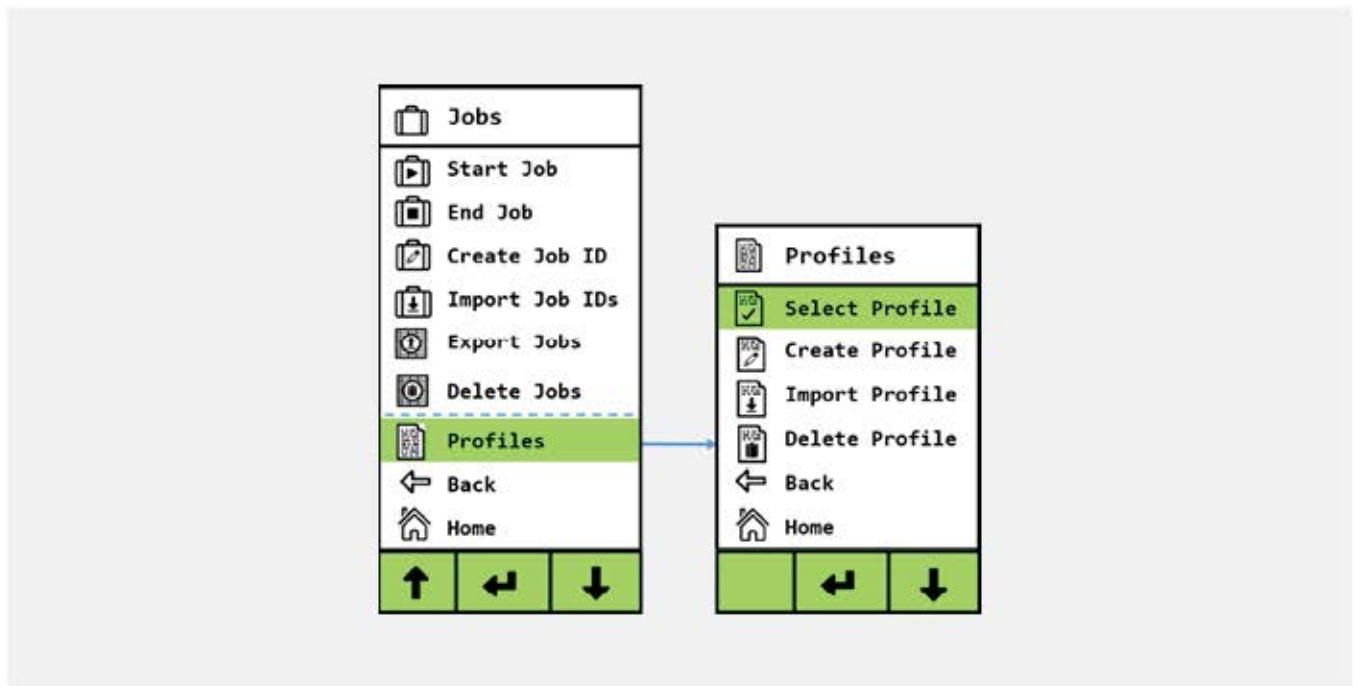 Jobs
Start Job
End Job
Create Job ID
Import Job IDs
Export Jobs
Delete Jobs
Profiles
Back
Home
Profiles
Select Profile
Create Profile
Import Profile
Delete Profile
Back
Home